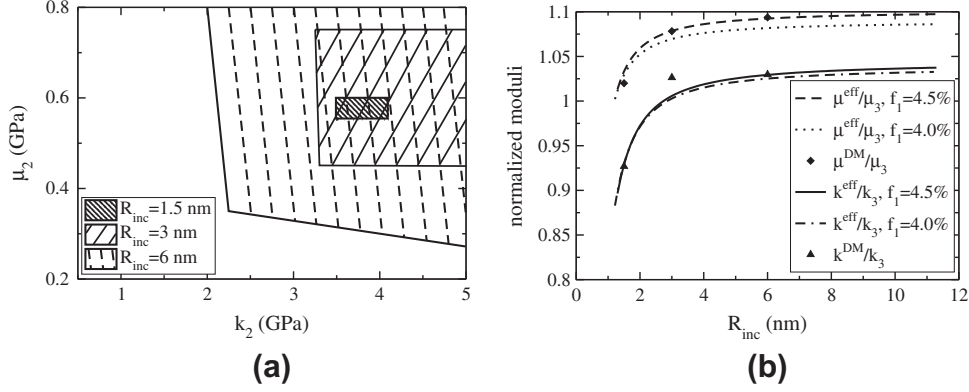 0.8
0.6
0.4
0.2
μ₂ (GPa)
R_inc=1.5 nm
R_inc=3 nm
R_inc=6 nm
1 2 3 4 5
k₂ (GPa)
(a)
1.1
1.05
1
0.95
0.9
0.85
0.8
normalized moduli
μ^eff/μ₃, f₁=4.5%
μ^eff/μ₃, f₁=4.0%
μ^DM/μ₃
k^eff/k₃, f₁=4.5%
k^eff/k₃, f₁=4.0%
k^DM/k₃
0 2 4 6 8 10 12
R_inc (nm)
(b)